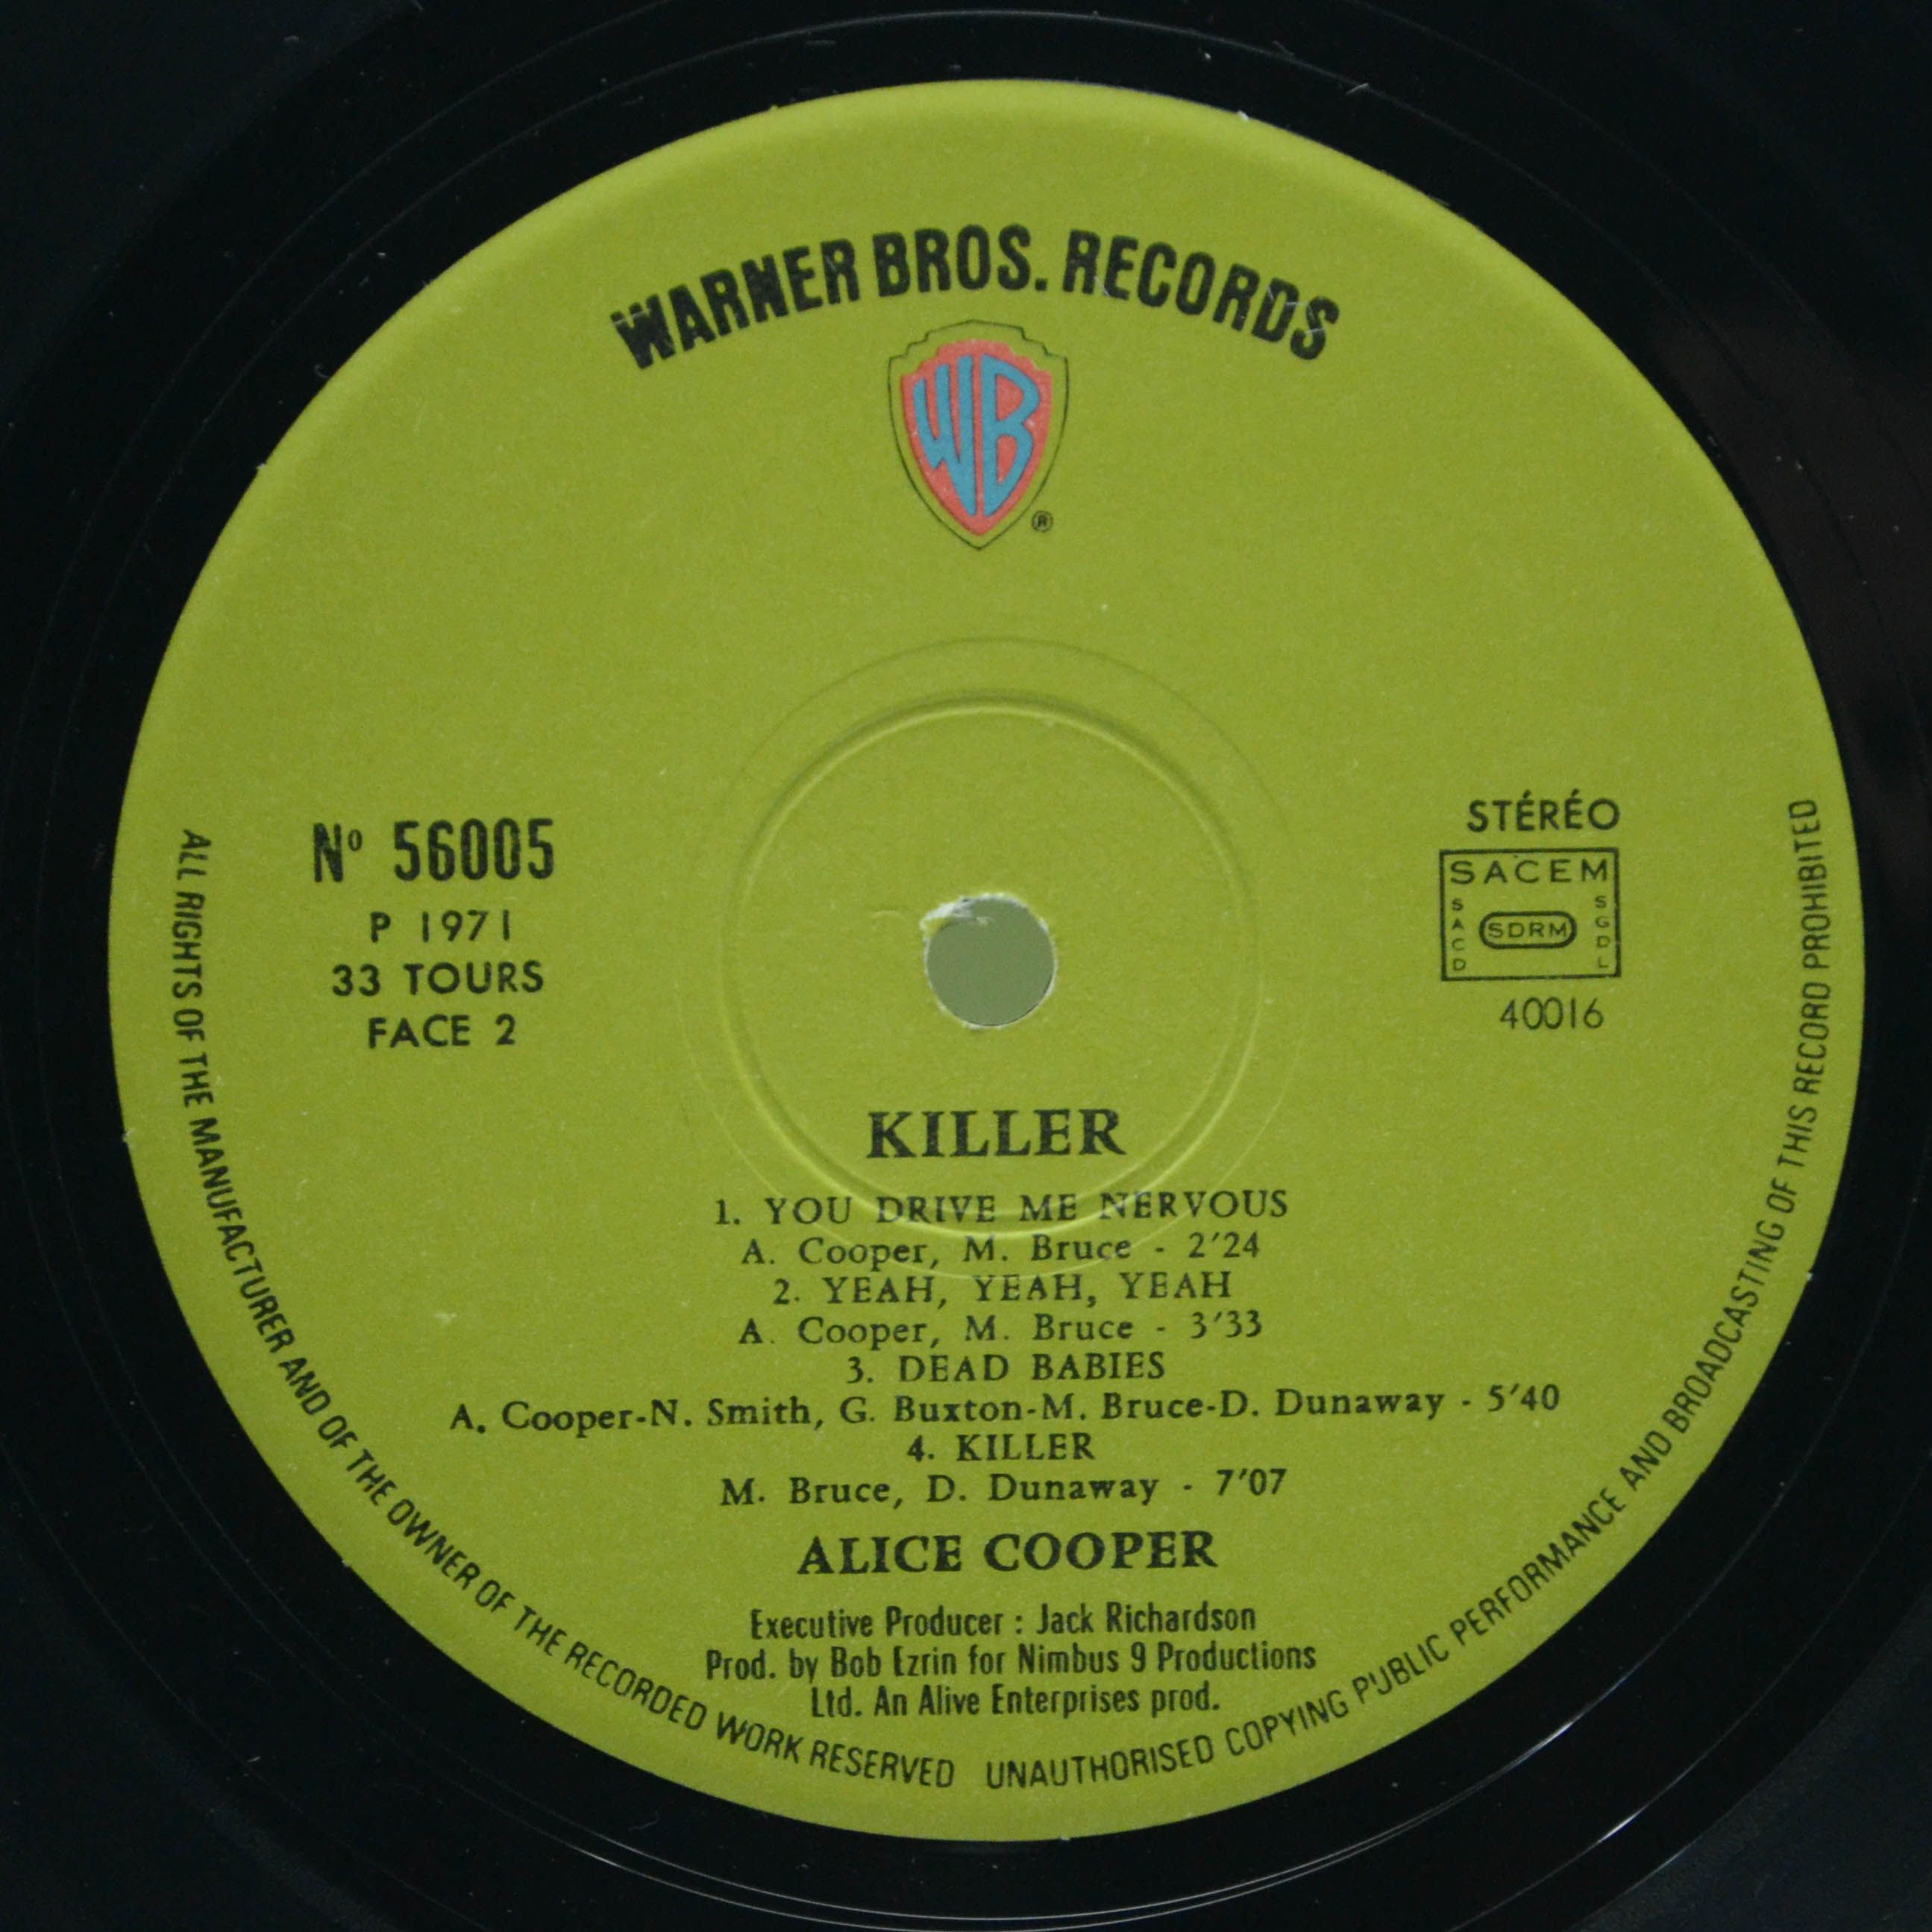 WARNER BROS. RECORDS
WB
®
Nº 56005
P 1971
33 TOURS
FACE 2
STÉRÉO
SACEM
SACD
SDRM
SGDL
40016
KILLER
1. YOU DRIVE ME NERVOUS
A. Cooper, M. Bruce - 2'24
2. YEAH, YEAH, YEAH
A. Cooper, M. Bruce - 3'33
3. DEAD BABIES
A. Cooper-N. Smith, G. Buxton-M. Bruce-D. Dunaway - 5'40
4. KILLER
M. Bruce, D. Dunaway - 7'07
ALICE COOPER
Executive Producer : Jack Richardson
Prod. by Bob Ezrin for Nimbus 9 Productions
Ltd. An Alive Enterprises prod.
ALL RIGHTS OF THE MANUFACTURER AND OF THE OWNER OF THE RECORDED WORK RESERVED UNAUTHORISED COPYING PUBLIC PERFORMANCE AND BROADCASTING OF THIS RECORD PROHIBITED